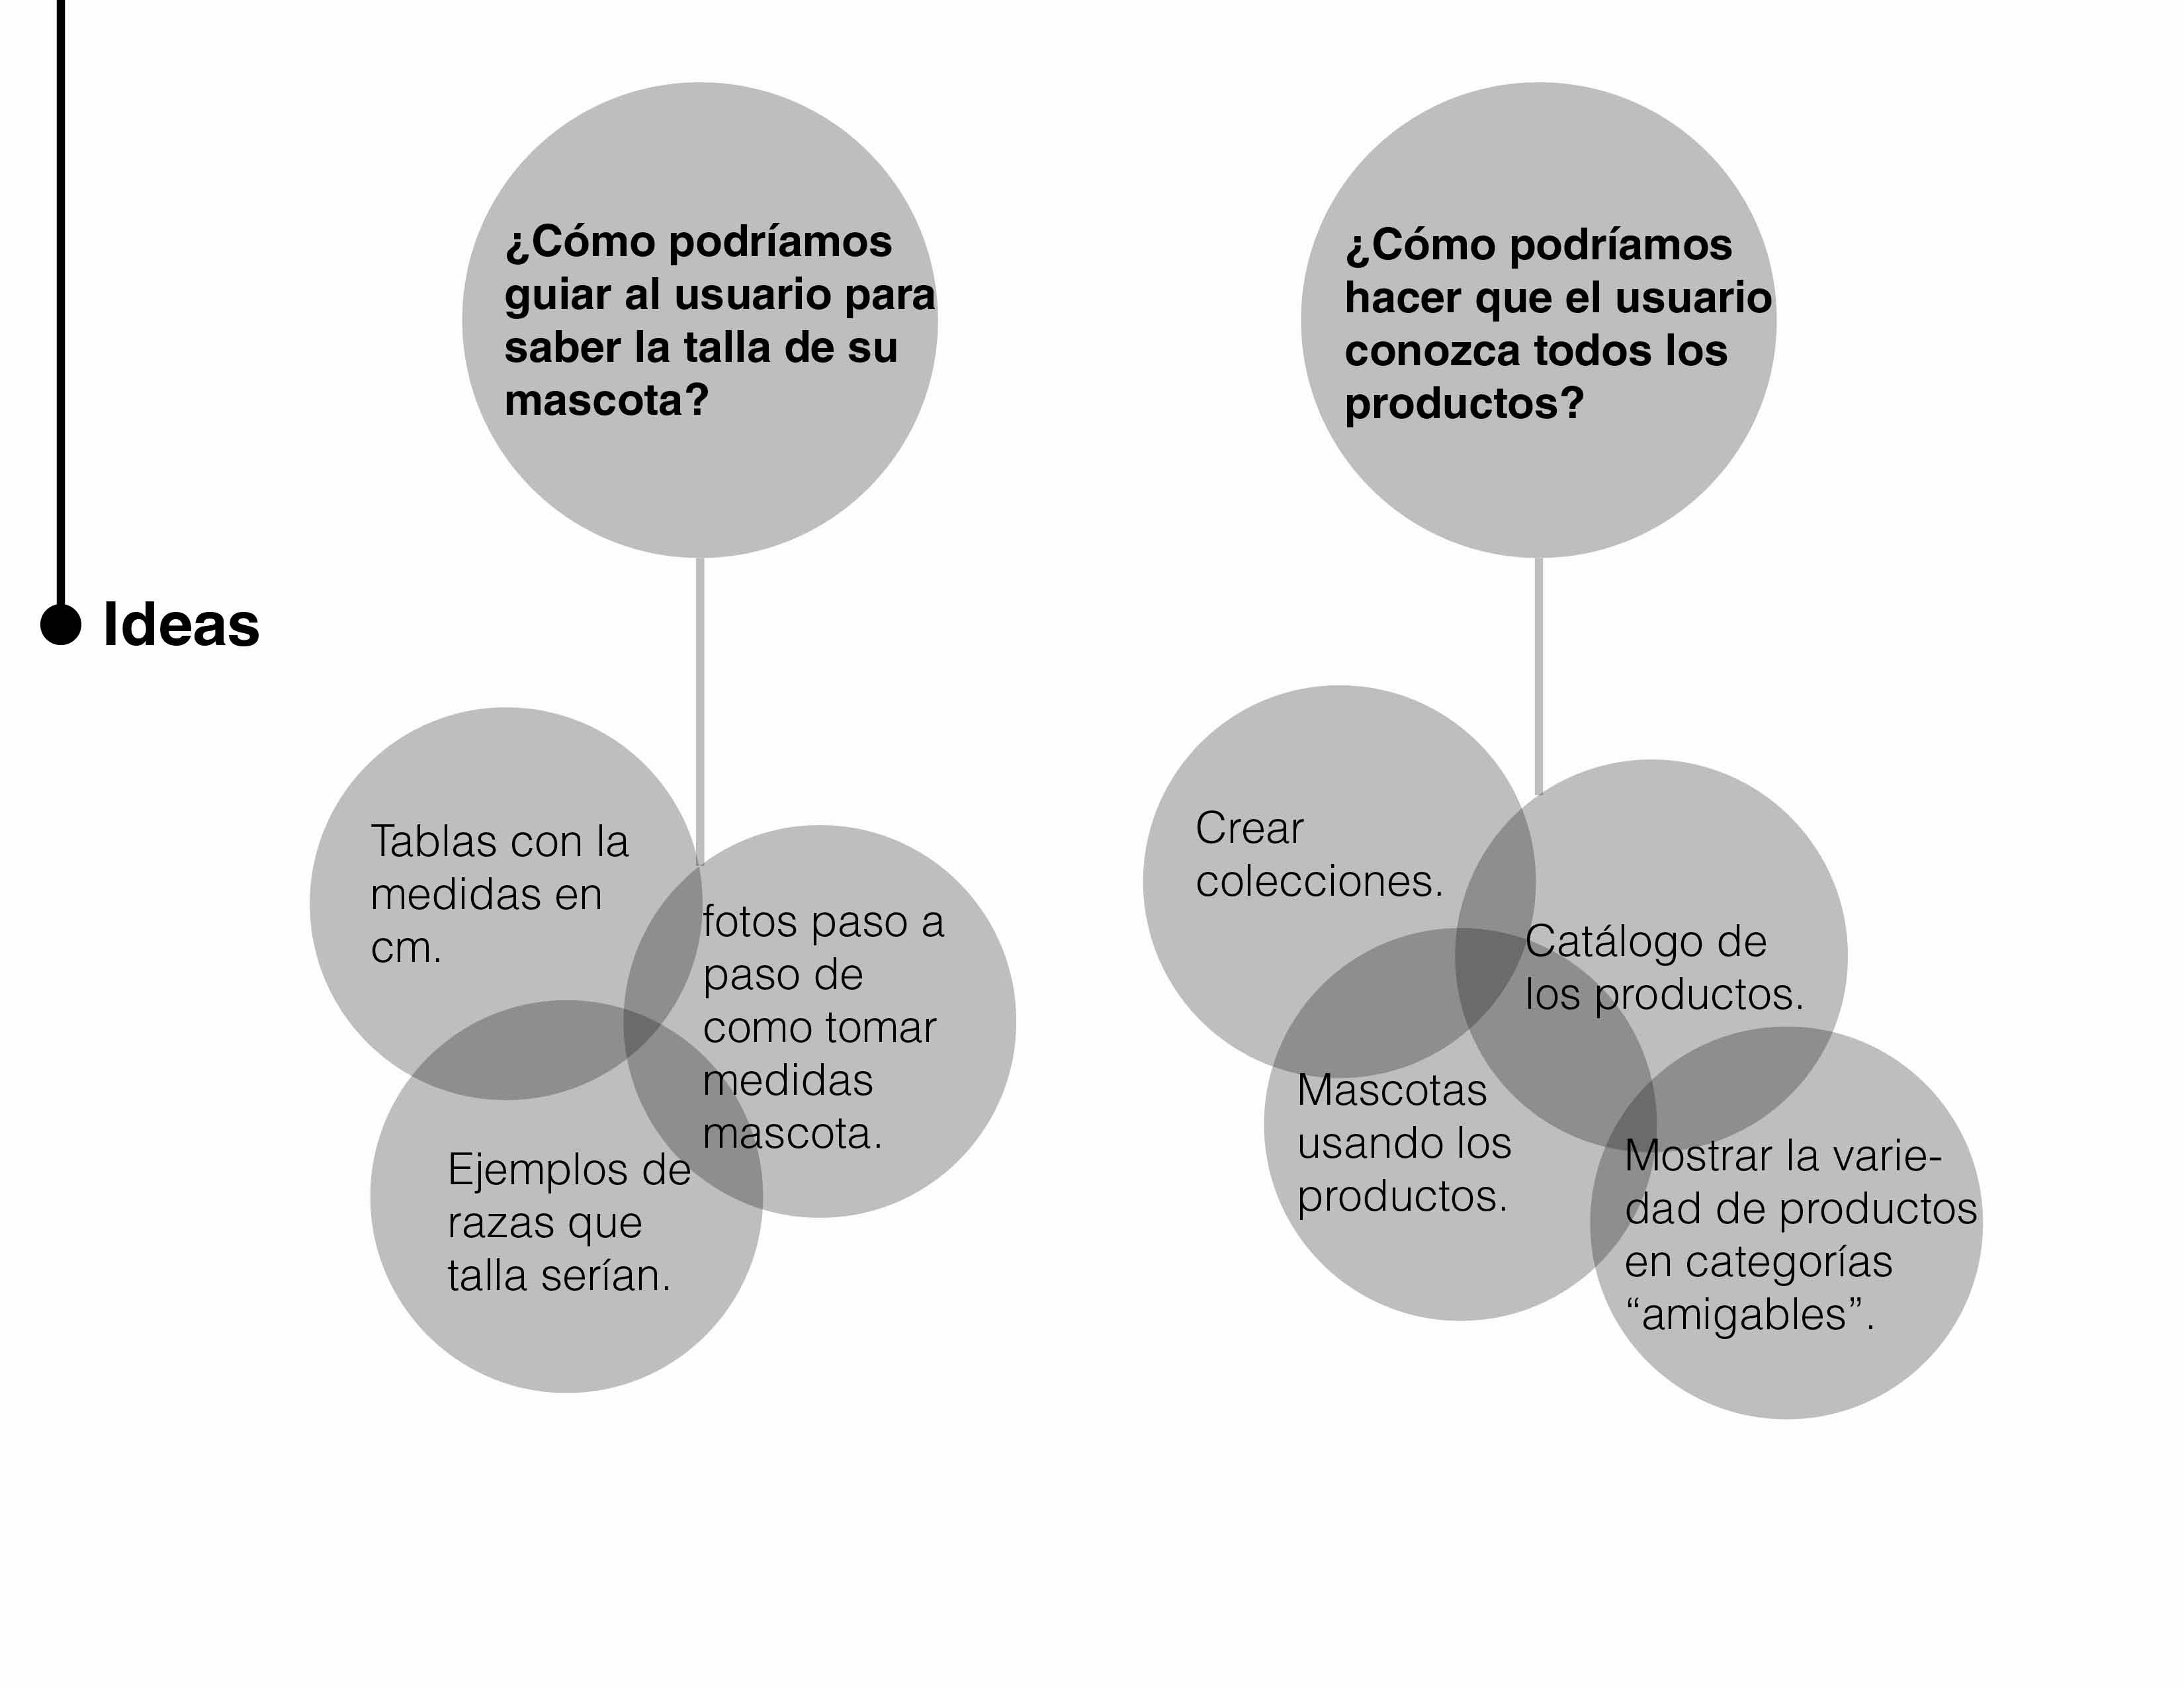 ¿Cómo podríamos
guiar al usuario para
saber la talla de su
mascota?
¿Cómo podríamos
hacer que el usuario
conozca todos los
productos?
Ideas
Tablas con la
medidas en
cm.
fotos paso a
paso de
como tomar
medidas
mascota.
Ejemplos de
razas que
talla serían.
Crear
colecciones.
Catálogo de
los productos.
Mascotas
usando los
productos.
Mostrar la varie-
dad de productos
en categorías
“amigables”.